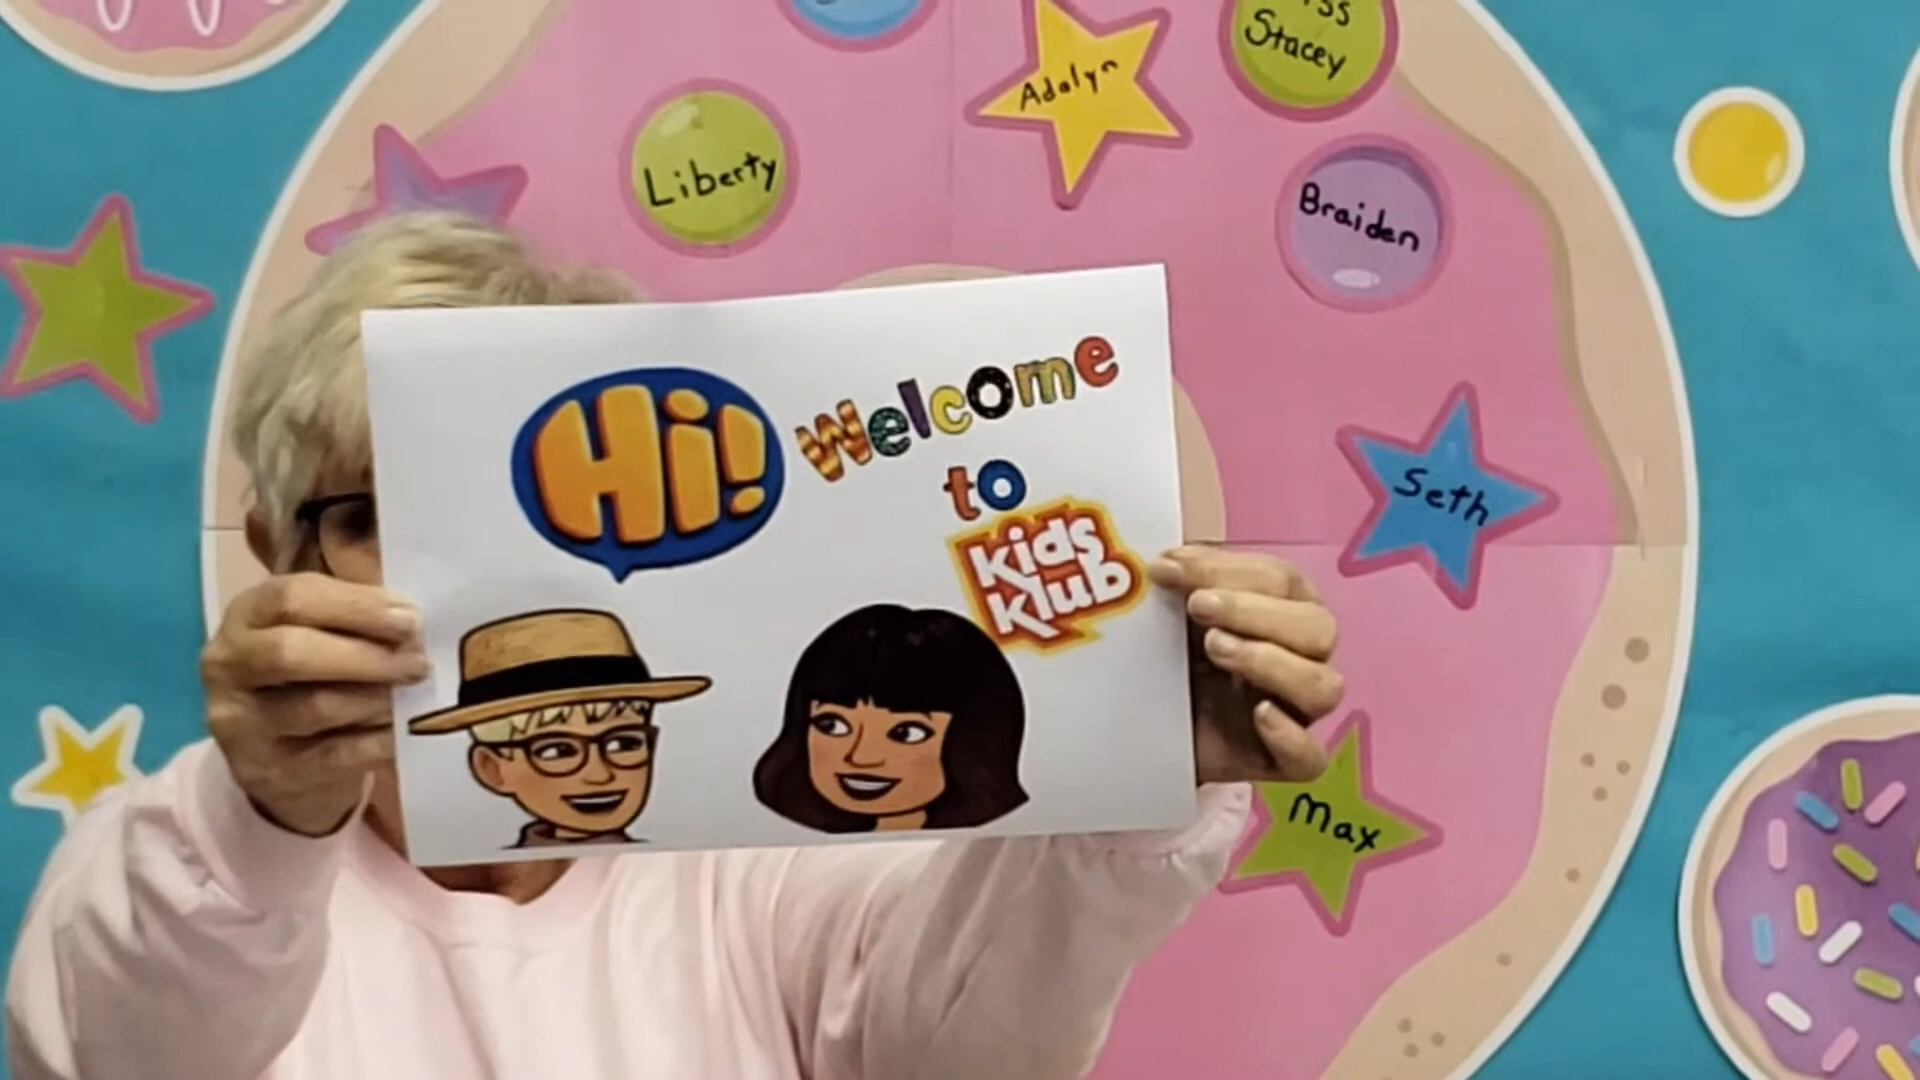 Stacey
Adalyn
Liberty
Braiden
Hi! Welcome
to
kids
klub
Seth
Max